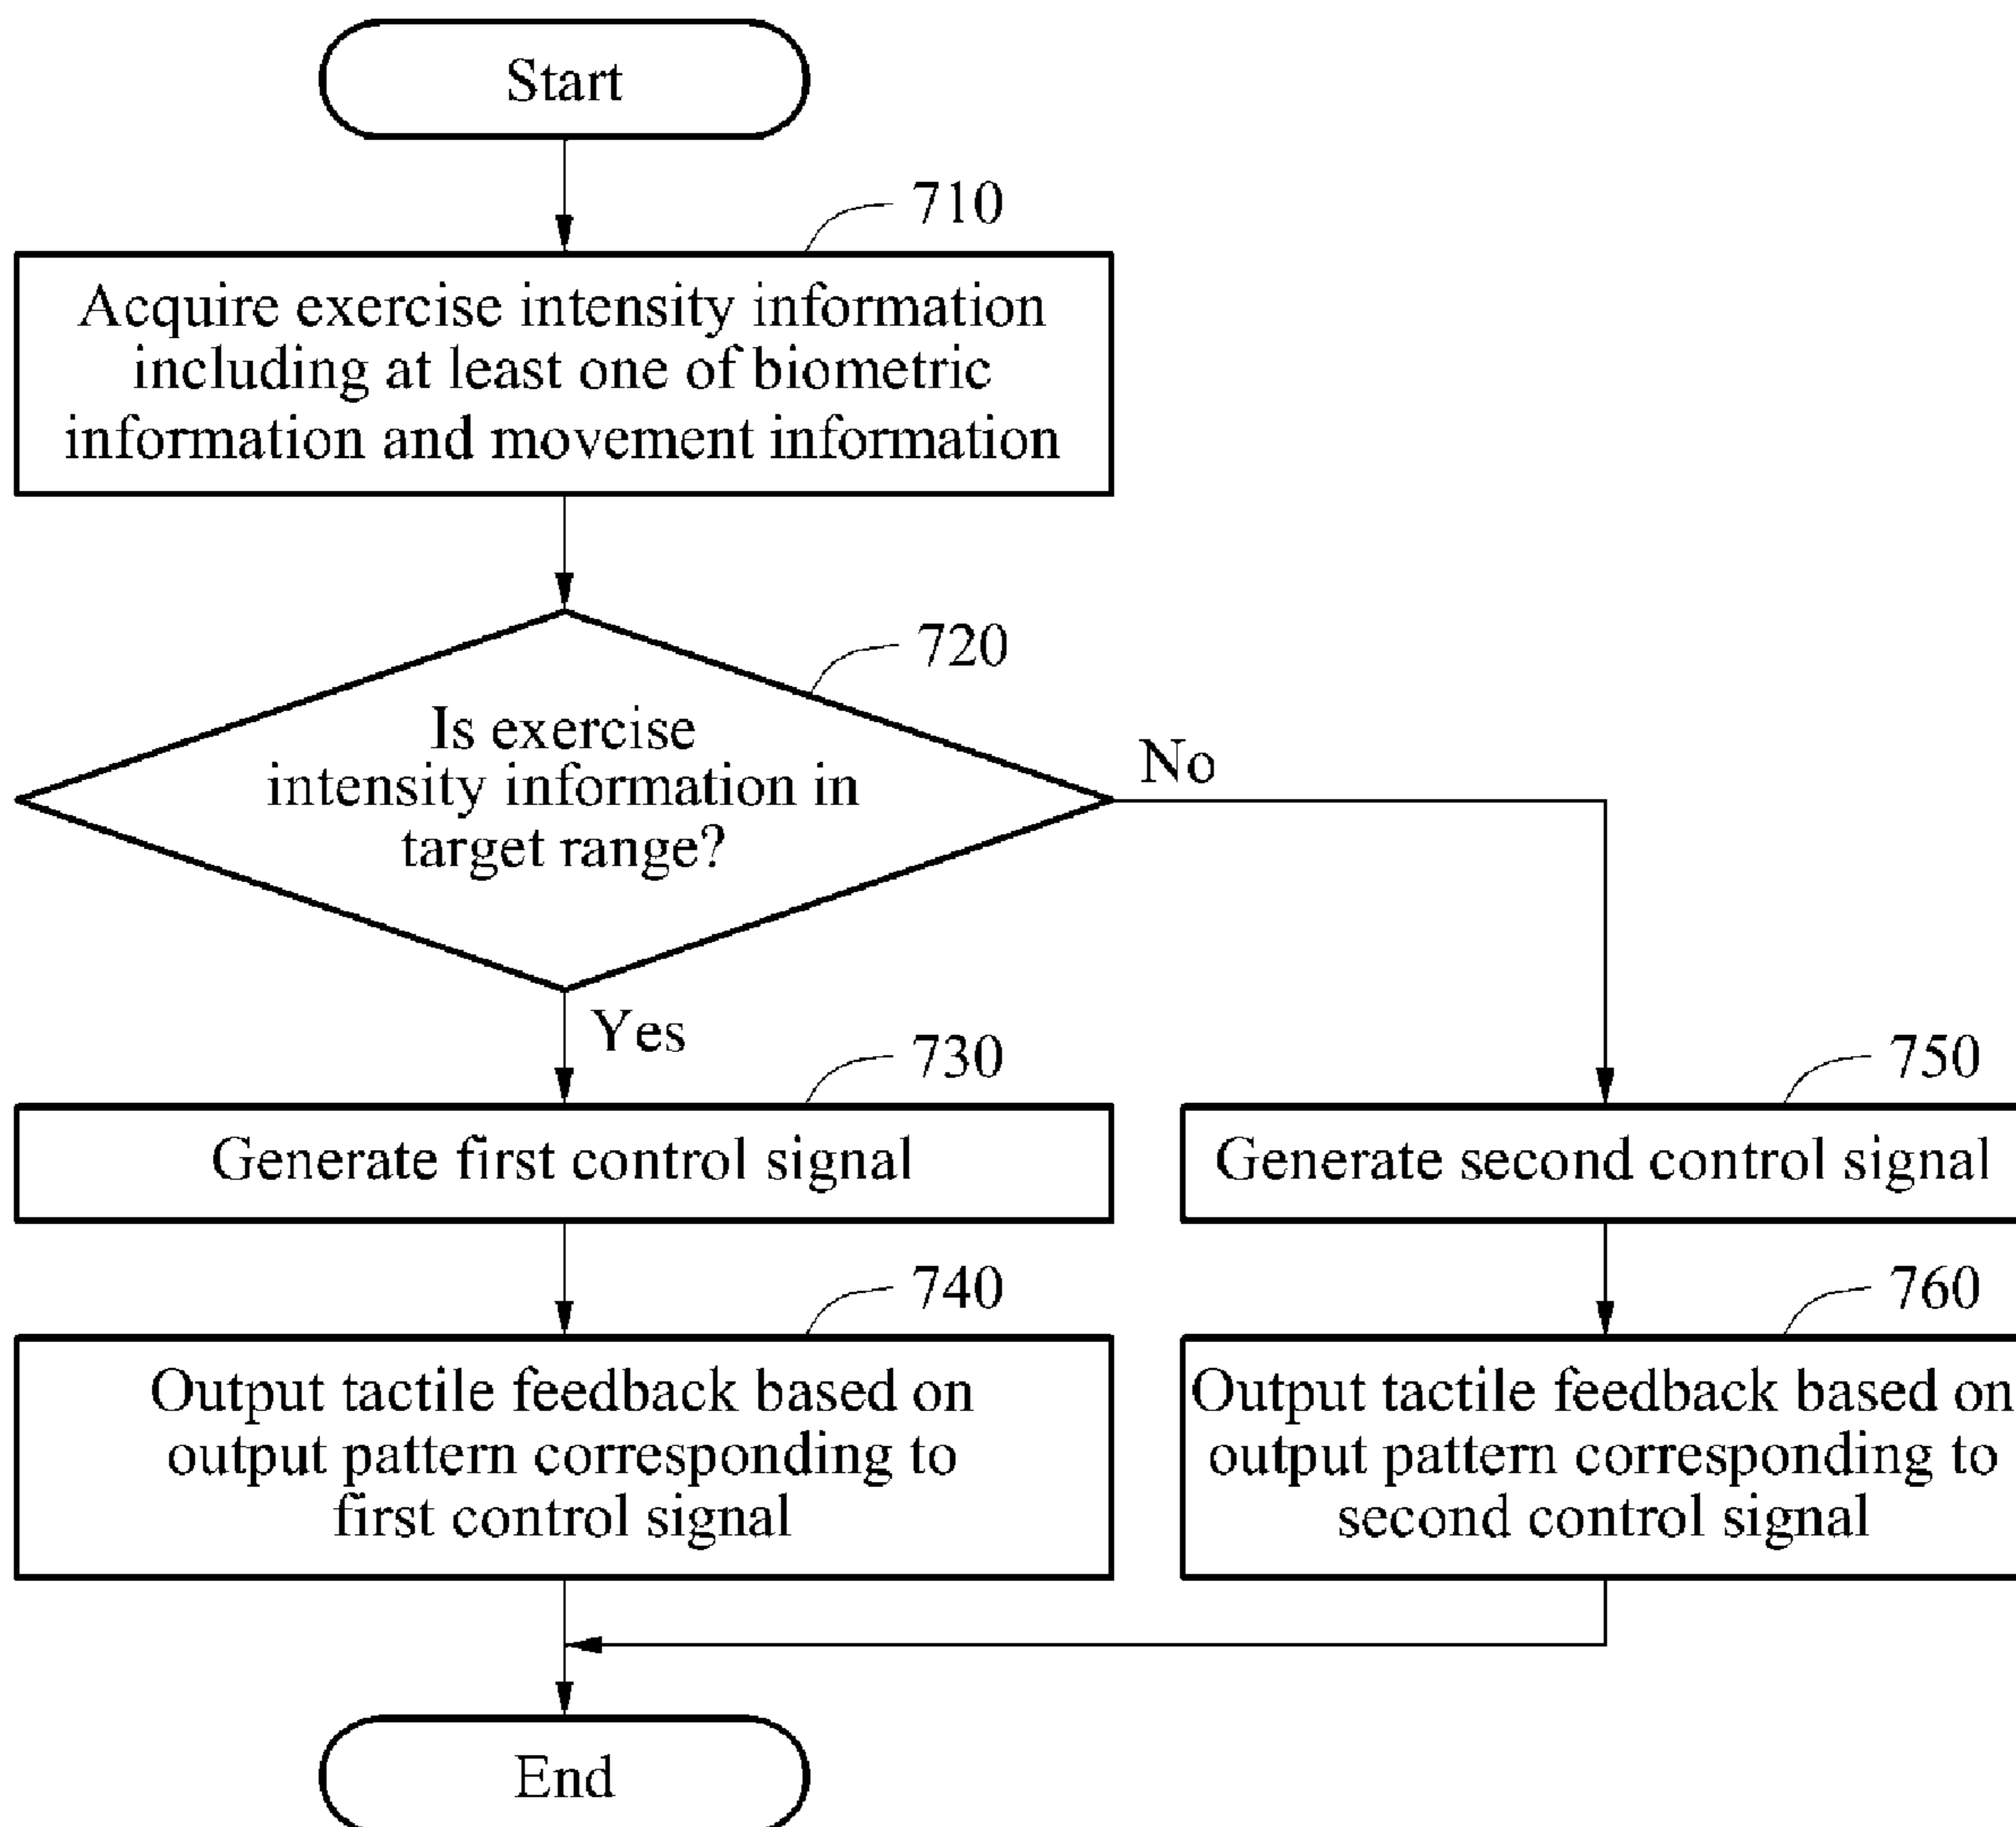 Start
710
Acquire exercise intensity information
including at least one of biometric
information and movement information
720
Is exercise
intensity information in
target range?
No
Yes
730
Generate first control signal
750
Generate second control signal
740
Output tactile feedback based on
output pattern corresponding to
first control signal
760
Output tactile feedback based on
output pattern corresponding to
second control signal
End